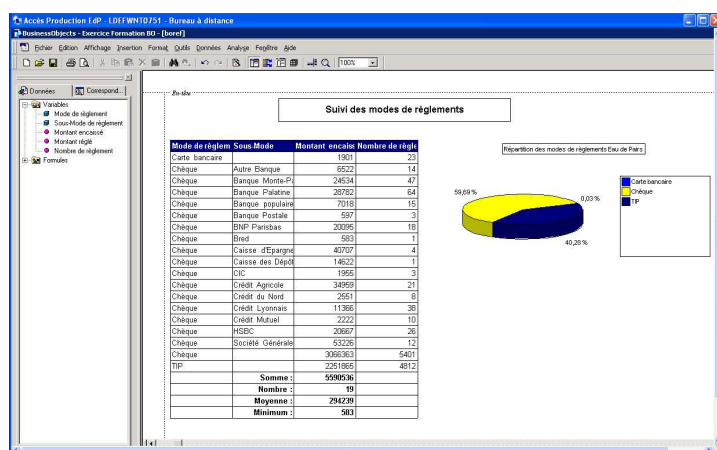 Accès Production EdP - LDEFWNT0751 - Bureau à distance
BusinessObjects - Exercice Formation BO - [boref]
Fichier Edition Affichage Insertion Format Outils Données Analyse Fenêtre Aide
100%
Données Correspond...
Variables
Mode de règlement
Sous-Mode de règlement
Montant encaissé
Montant réglé
Nombre de règlement
Formules
En-tête
Suivi des modes de règlements
Mode de règlem Sous-Mode Montant encaiss Nombre de règle
Carte bancaire 1901 23
Chèque Autre Banque 6522 14
Chèque Banque Monte-Pa 24534 47
Chèque Banque Palatine 28782 64
Chèque Banque populaire 7018 15
Chèque Banque Postale 597 3
Chèque BNP Parisbas 20095 18
Chèque Bred 583 1
Chèque Caisse d'Epargne 40707 4
Chèque Caisse des Dépôt 14622 1
Chèque CIC 1955 3
Chèque Crédit Agricole 34959 21
Chèque Crédit du Nord 2551 8
Chèque Crédit Lyonnais 11366 38
Chèque Crédit Mutuel 2222 10
Chèque HSBC 20667 26
Chèque Société Générale 53226 12
Chèque 3066363 5401
TIP 2251865 4812
Somme : 5590536
Nombre : 19
Moyenne : 294239
Minimum : 583
Répartition des modes de règlements Eau de Pairs
59,69 %
0,03 %
40,28 %
Carte bancaire
Chèque
TIP